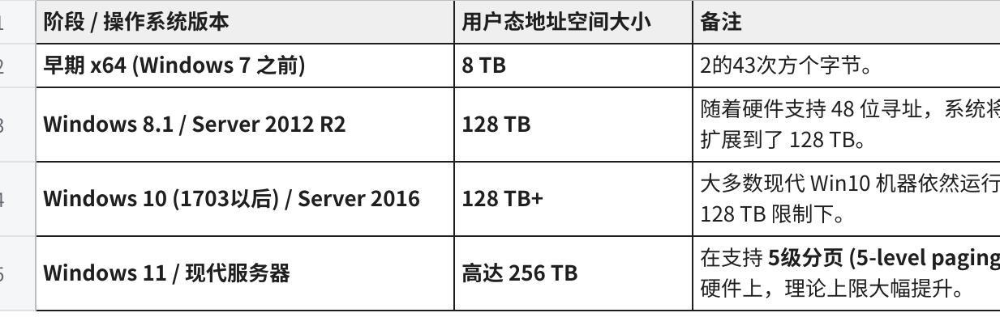 1 阶段 / 操作系统版本 用户态地址空间大小 备注
2 早期 x64 (Windows 7 之前) 8 TB 2的43次方个字节。
3 Windows 8.1 / Server 2012 R2 128 TB 随着硬件支持 48 位寻址，系统将
扩展到了 128 TB。
4 Windows 10 (1703以后) / Server 2016 128 TB+ 大多数现代 Win10 机器依然运行
128 TB 限制下。
5 Windows 11 / 现代服务器 高达 256 TB 在支持 5级分页 (5-level paging
硬件上，理论上限大幅提升。